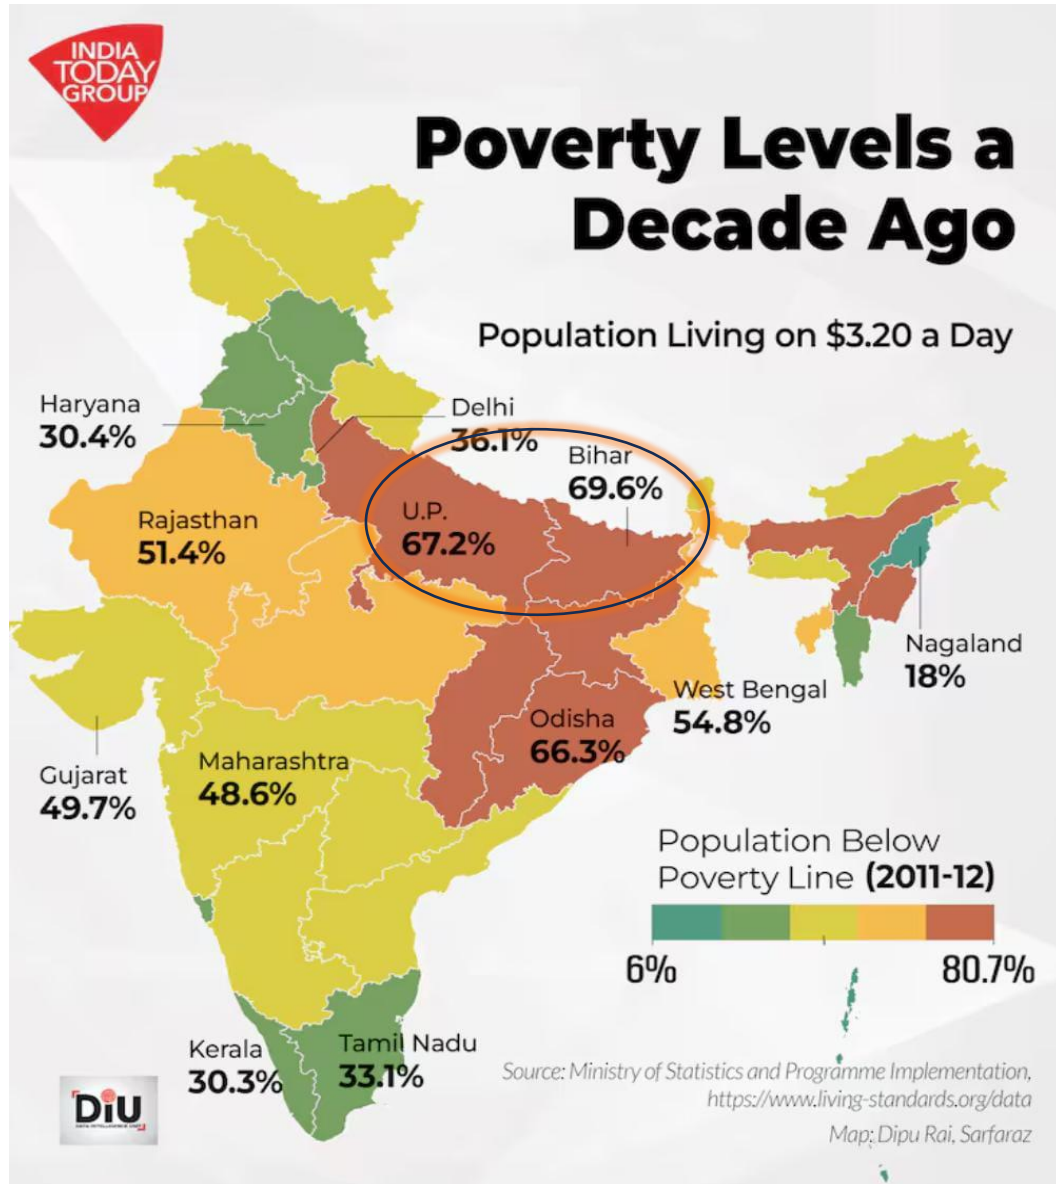 INDIA
TODAY
GROUP
Poverty Levels a
Decade Ago
Population Living on $3.20 a Day
Haryana
30.4%
Delhi
36.1%
Bihar
69.6%
U.P.
67.2%
Rajasthan
51.4%
Nagaland
18%
West Bengal
54.8%
Odisha
66.3%
Gujarat
49.7%
Maharashtra
48.6%
Population Below
Poverty Line (2011-12)
6%
80.7%
Kerala
30.3%
Tamil Nadu
33.1%
Source: Ministry of Statistics and Programme Implementation,
https://www.living-standards.org/data
Map: Dipu Rai, Sarfaraz
DiU
DATA INTELLIGENCE UNIT